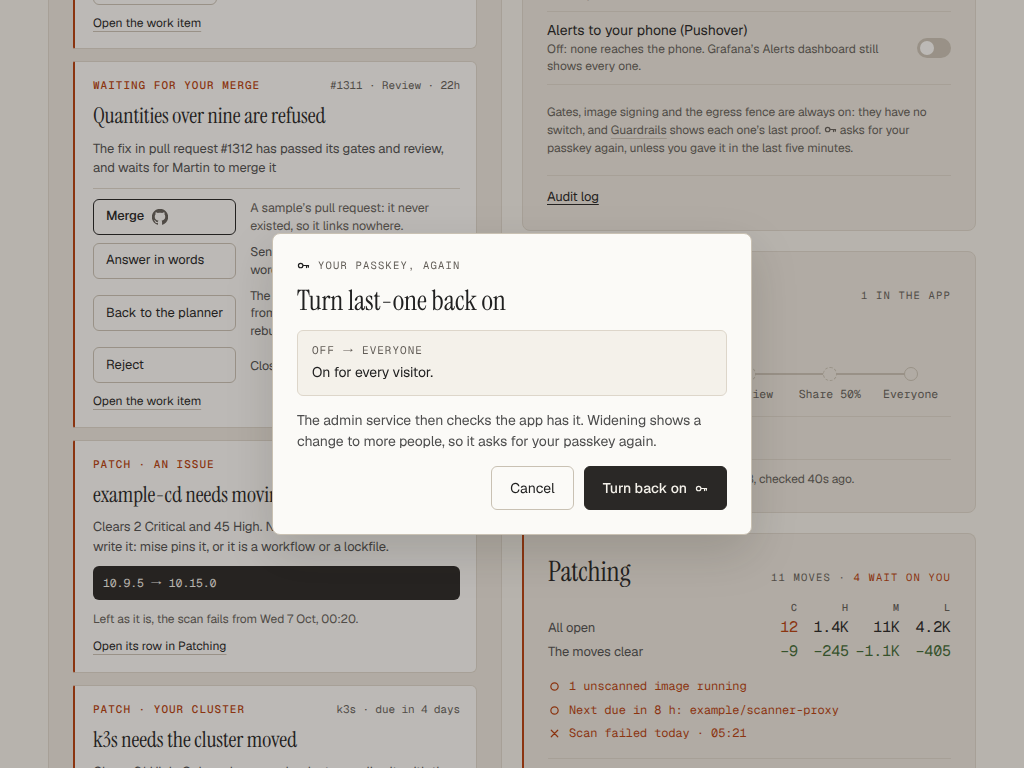 Open the work item
WAITING FOR YOUR MERGE
#1311 · Review · 22h
Quantities over nine are refused
The fix in pull request #1312 has passed its gates and review,
and waits for Martin to merge it
Merge
A sample's pull request: it never
existed, so it links nowhere.
Answer in words
Back to the planner
The
from
Reject
Open the work item
PATCH · AN ISSUE
example-cd needs
Clears 2 Critical and 45 High.
write it: mise pins it, or it is a workflow or a lockfile.
10.9.5 → 10.15.0
Left as it is, the scan fails from Wed 7 Oct, 00:20.
Open its row in Patching
PATCH · YOUR CLUSTER
k3s · due in 4 days
k3s needs the cluster moved
YOUR PASSKEY, AGAIN
Turn last-one back on
OFF → EVERYONE
On for every visitor.
The admin service then checks the app has it. Widening shows a
change to more people, so it asks for your passkey again.
Cancel
Turn back on
Alerts to your phone (Pushover)
Off: none reaches the phone. Grafana's Alerts dashboard still
shows every one.
Gates, image signing and the egress fence are always on: they have no
switch, and Guardrails shows each one's last proof. asks for your
passkey again, unless you gave it in the last five minutes.
Audit log
1 IN THE APP
Share 50%
Everyone
checked 40s ago.
Patching
11 MOVES · 4 WAIT ON YOU
C H M L
All open 12 1.4K 11K 4.2K
The moves clear −9 −245 −1.1K −405
1 unscanned image running
Next due in 8 h: example/scanner-proxy
Scan failed today · 05:21